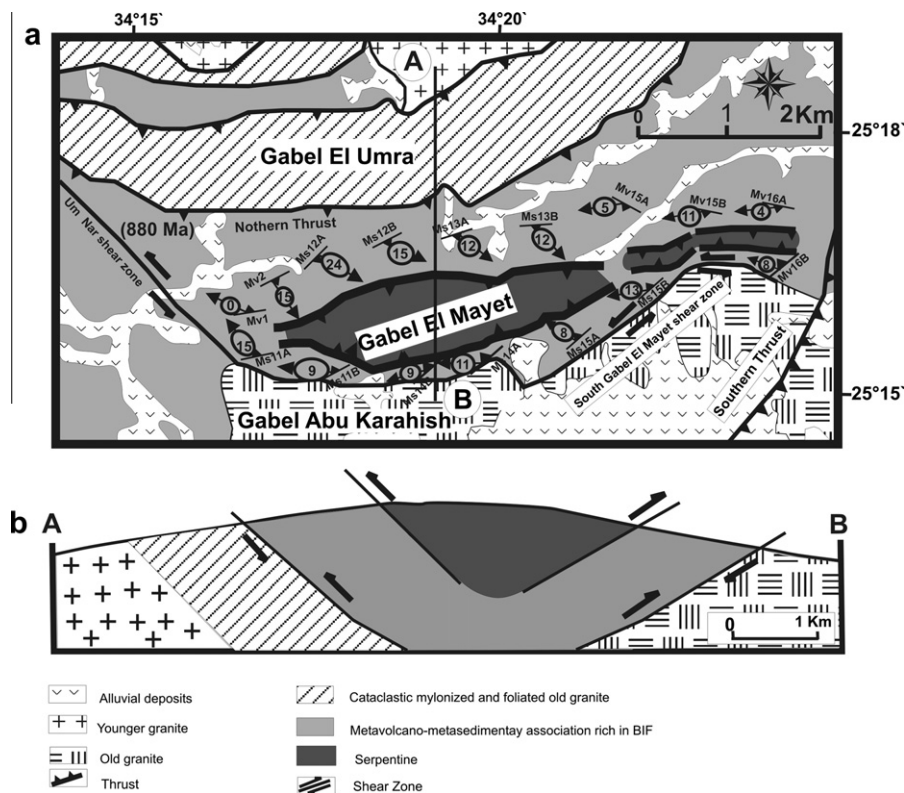 34°15` 34°20
a
A
0 1 2Km
25°18
Gabel El Umra
Um Nar shear zone
(880 Ma)
Nothern Thrust
Ms12A
Ms12B
Ms13A
Ms13B
Mv15A
Mv15B
Mv16A
24
15
12
12
5
11
4
Mv2
15
0
Mv1
15
Ms11A
Gabel El Mayet
13
Ms15B
8
Mv16B
8
Ms15A
South Gabel El Mayet shear zone
Southern Thrust
9
Ms11B
9
11
B
25°15
Gabel Abu Karahish
b A B
0 1 Km
Alluvial deposits
Younger granite
Old granite
Thrust
Cataclastic mylonized and foliated old granite
Metavolcano-metasedimentay association rich in BIF
Serpentine
Shear Zone